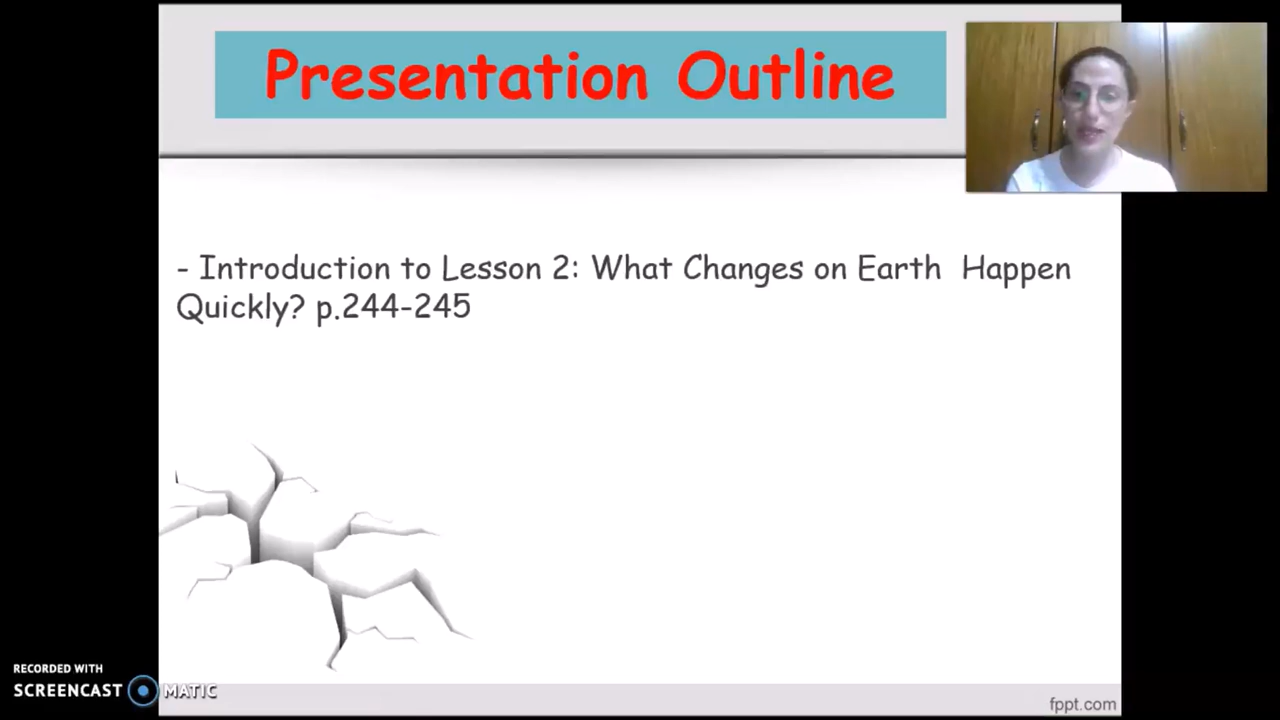 Presentation Outline
- Introduction to Lesson 2: What Changes on Earth Happen
Quickly? p.244-245
RECORDED WITH
SCREENCAST MATIC
fppt.com